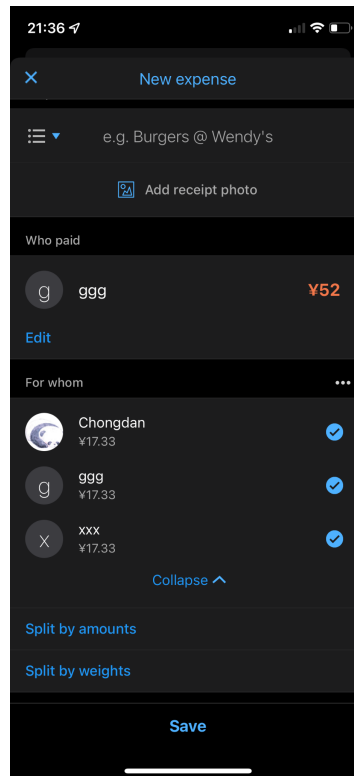 21:36
New expense
e.g. Burgers @ Wendy's
Add receipt photo
Who paid
g
ggg
¥52
Edit
For whom
Chongdan
¥17.33
g
ggg
¥17.33
x
xxx
¥17.33
Collapse
Split by amounts
Split by weights
Save